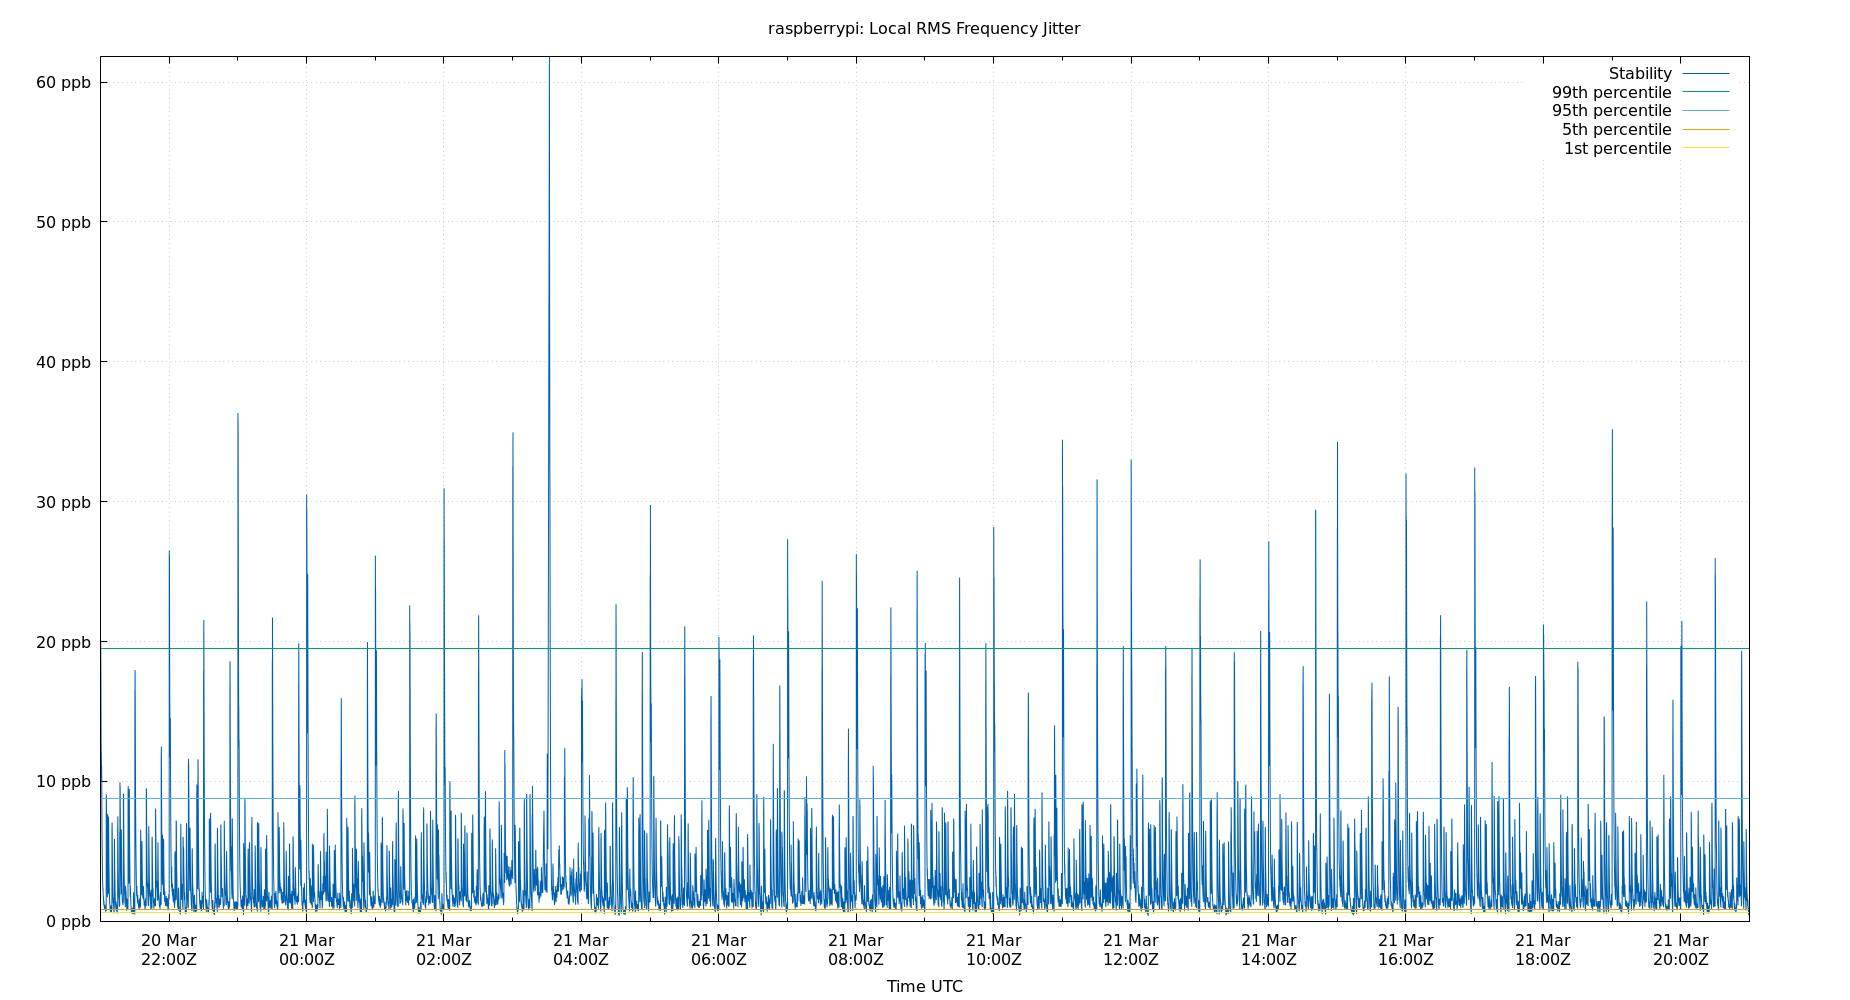 raspberrypi: Local RMS Frequency Jitter
Stability
99th percentile
95th percentile
5th percentile
1st percentile
60 ppb
50 ppb
40 ppb
30 ppb
20 ppb
10 ppb
0 ppb
20 Mar 21 Mar 21 Mar 21 Mar 21 Mar 21 Mar 21 Mar 21 Mar 21 Mar 21 Mar 21 Mar 21 Mar
22:00Z 00:00Z 02:00Z 04:00Z 06:00Z 08:00Z 10:00Z 12:00Z 14:00Z 16:00Z 18:00Z 20:00Z
Time UTC